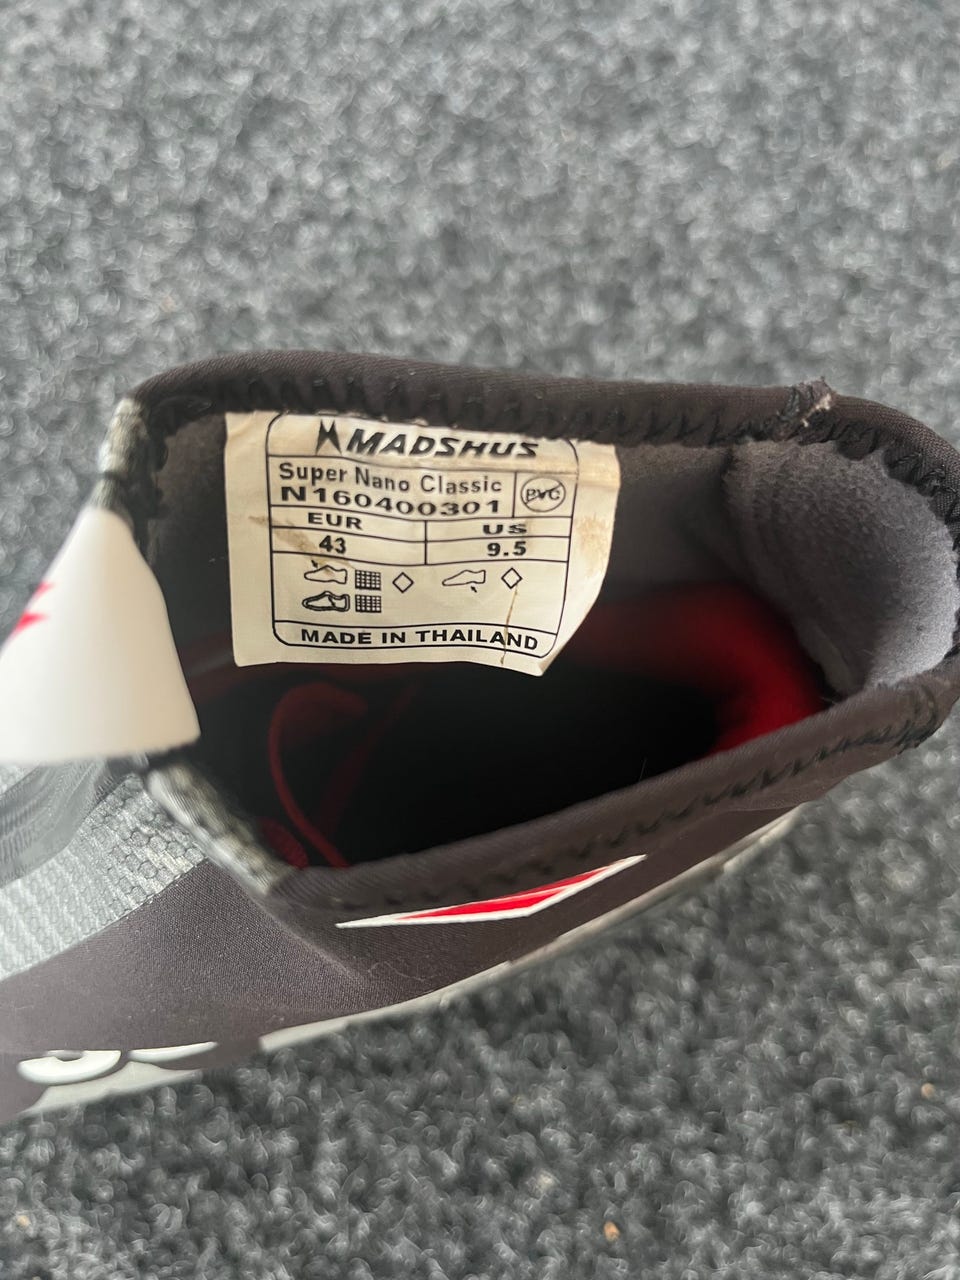 MADSHUS
Super Nano Classic
N160400301
PVC
EUR US
43 9.5
MADE IN THAILAND